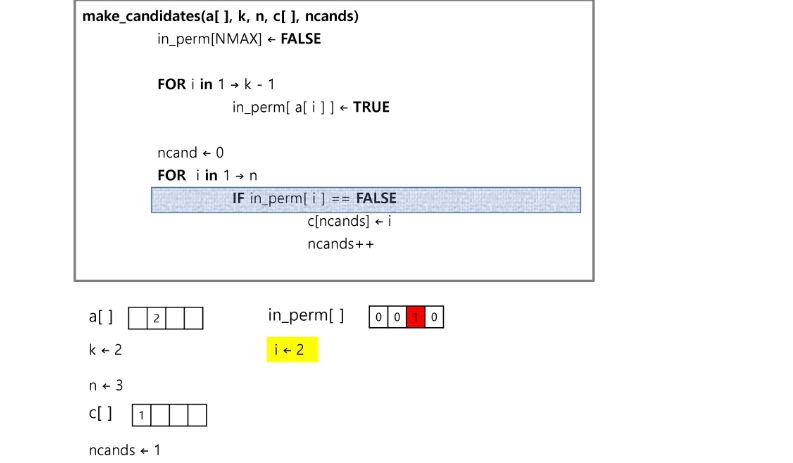 make_candidates(a[ ], k, n, c[ ], ncands)
in_perm[NMAX] ← FALSE
FOR i in 1 → k - 1
in_perm[ a[ i ] ] ← TRUE
ncand ← 0
FOR i in 1 → n
IF in_perm[ i ] == FALSE
c[ncands] ← i
ncands++
a[ ] 2 in_perm[ ] 0 0 1 0
k ← 2 i ← 2
n ← 3
c[ ] 1
ncands ← 1